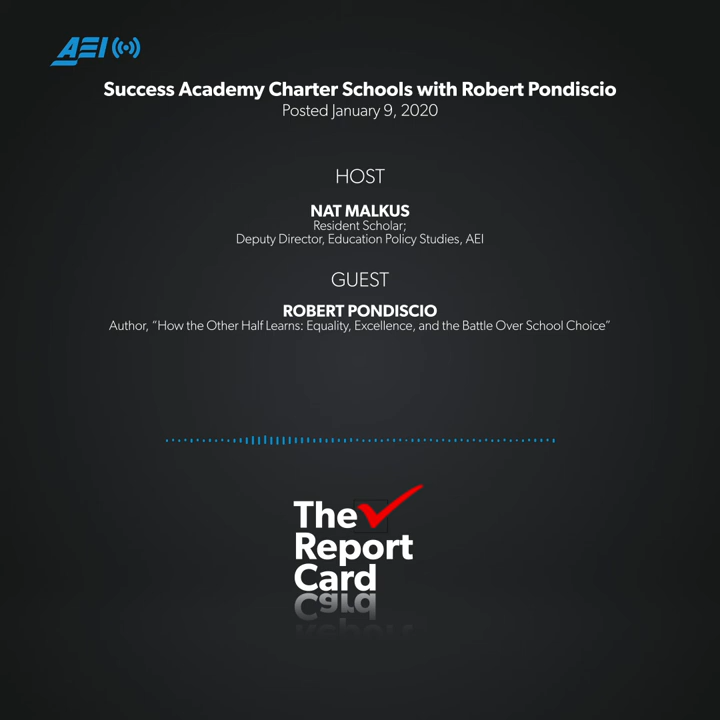 AEI
Success Academy Charter Schools with Robert Pondiscio
Posted January 9, 2020
HOST
NAT MALKUS
Resident Scholar;
Deputy Director, Education Policy Studies, AEI
GUEST
ROBERT PONDISCIO
Author, “How the Other Half Learns: Equality, Excellence, and the Battle Over School Choice”
The
Report
Card